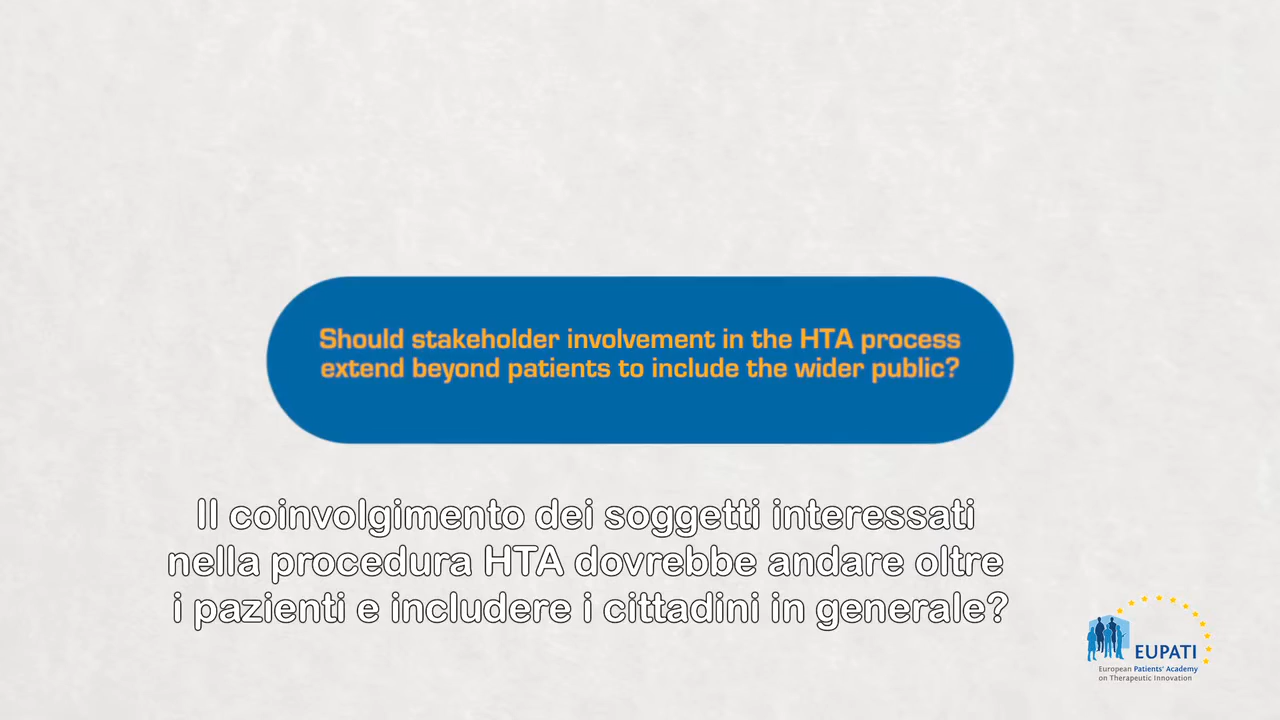 Should stakeholder involvement in the HTA process
extend beyond patients to include the wider public?
Il coinvolgimento dei soggetti interessati
nella procedura HTA dovrebbe andare oltre
i pazienti e includere i cittadini in generale?
EUPATI
European Patients' Academy
on Therapeutic Innovation